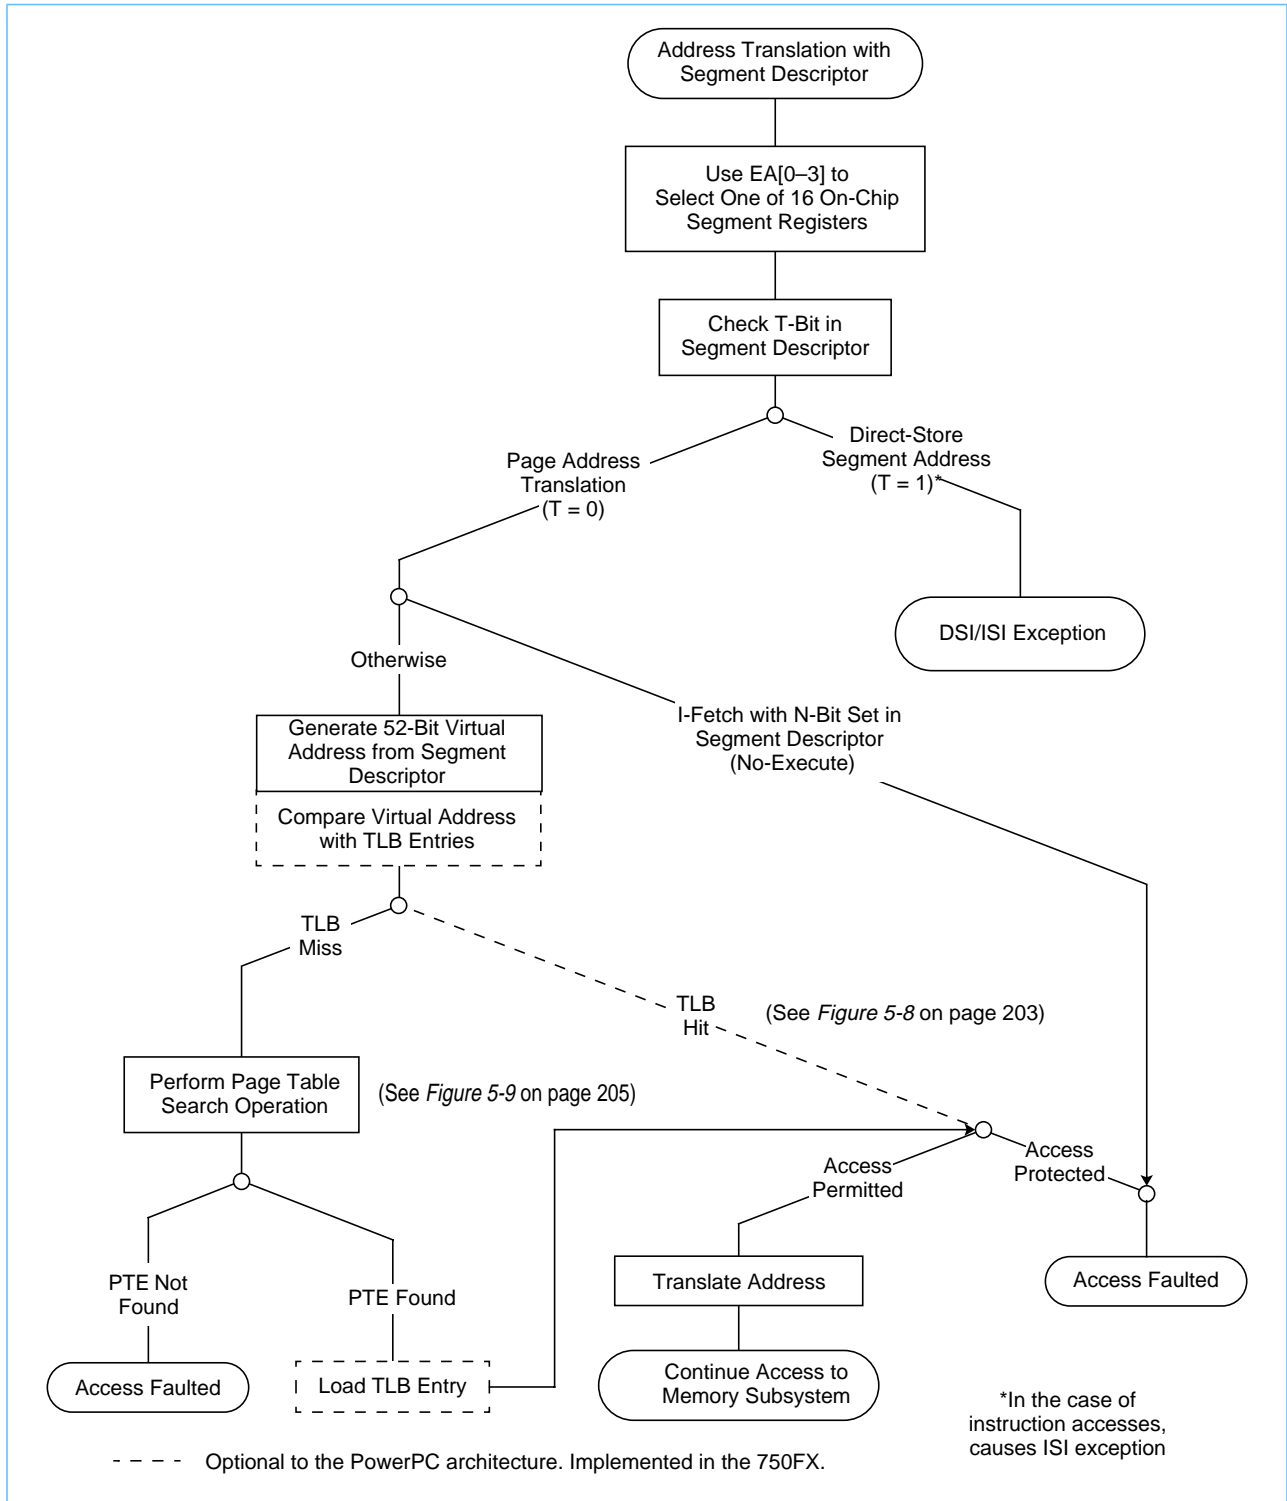 Address Translation with
Segment Descriptor
Use EA[0–3] to
Select One of 16 On-Chip
Segment Registers
Check T-Bit in
Segment Descriptor
Direct-Store
Segment Address
(T = 1)*
Page Address
Translation
(T = 0)
DSI/ISI Exception
Otherwise
I-Fetch with N-Bit Set in
Segment Descriptor
(No-Execute)
Generate 52-Bit Virtual
Address from Segment
Descriptor
Compare Virtual Address
with TLB Entries
TLB
Miss
TLB
Hit
(See Figure 5-8 on page 203)
Perform Page Table
Search Operation
(See Figure 5-9 on page 205)
Access
Permitted
Access
Protected
PTE Not
Found
PTE Found
Translate Address
Access Faulted
Access Faulted
Load TLB Entry
Continue Access to
Memory Subsystem
*In the case of
instruction accesses,
causes ISI exception
Optional to the PowerPC architecture. Implemented in the 750FX.